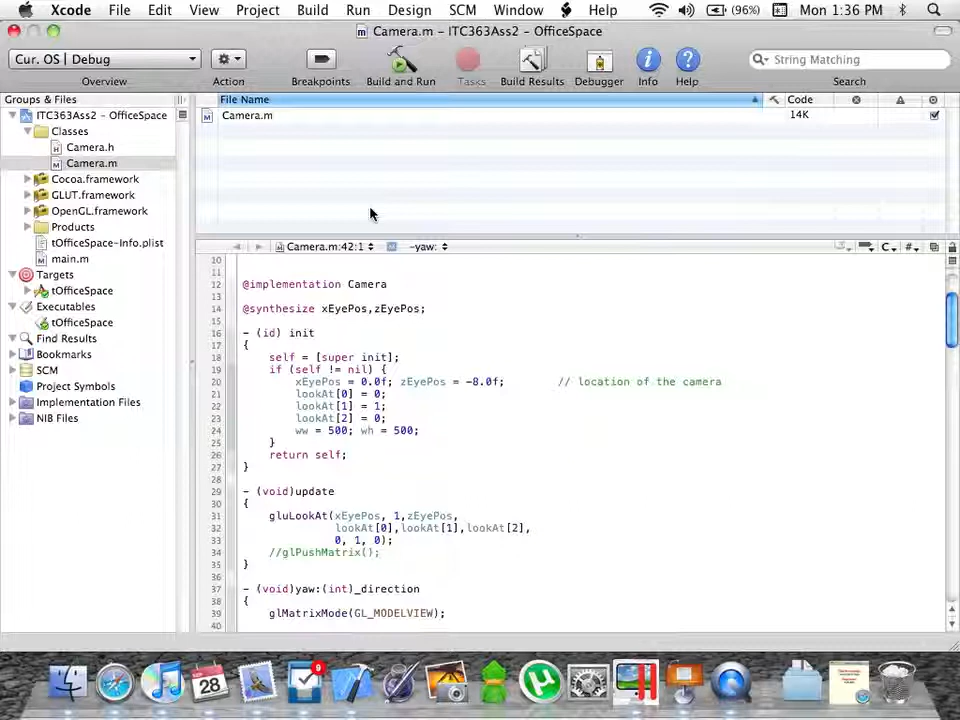 Xcode File Edit View Project Build Run Design SCM Window Help (96%) Mon 1:36 PM
Camera.m – ITC363Ass2 – OfficeSpace
Cur. OS | Debug
Overview Action Breakpoints Build and Run Tasks Build Results Debugger Info Help String Matching Search
Groups & Files
ITC363Ass2 – OfficeSpace
Classes
Camera.h
Camera.m
Cocoa.framework
GLUT.framework
OpenGL.framework
Products
tOfficeSpace-Info.plist
main.m
Targets
tOfficeSpace
Executables
tOfficeSpace
Find Results
Bookmarks
SCM
Project Symbols
Implementation Files
NIB Files
File Name Code
Camera.m 14K
Camera.m:42:1 -yaw: C #
10
11
12 @implementation Camera
13
14 @synthesize xEyePos,zEyePos;
15
16 - (id) init
17 {
18 self = [super init];
19 if (self != nil) {
20 xEyePos = 0.0f; zEyePos = -8.0f; // location of the camera
21 lookAt[0] = 0;
22 lookAt[1] = 1;
23 lookAt[2] = 0;
24 ww = 500; wh = 500;
25 }
26 return self;
27 }
28
29 - (void)update
30 {
31 gluLookAt(xEyePos, 1,zEyePos,
32 lookAt[0],lookAt[1],lookAt[2],
33 0, 1, 0);
34 //glPushMatrix();
35 }
36
37 - (void)yaw:(int)_direction
38 {
39 glMatrixMode(GL_MODELVIEW);
40
28
9